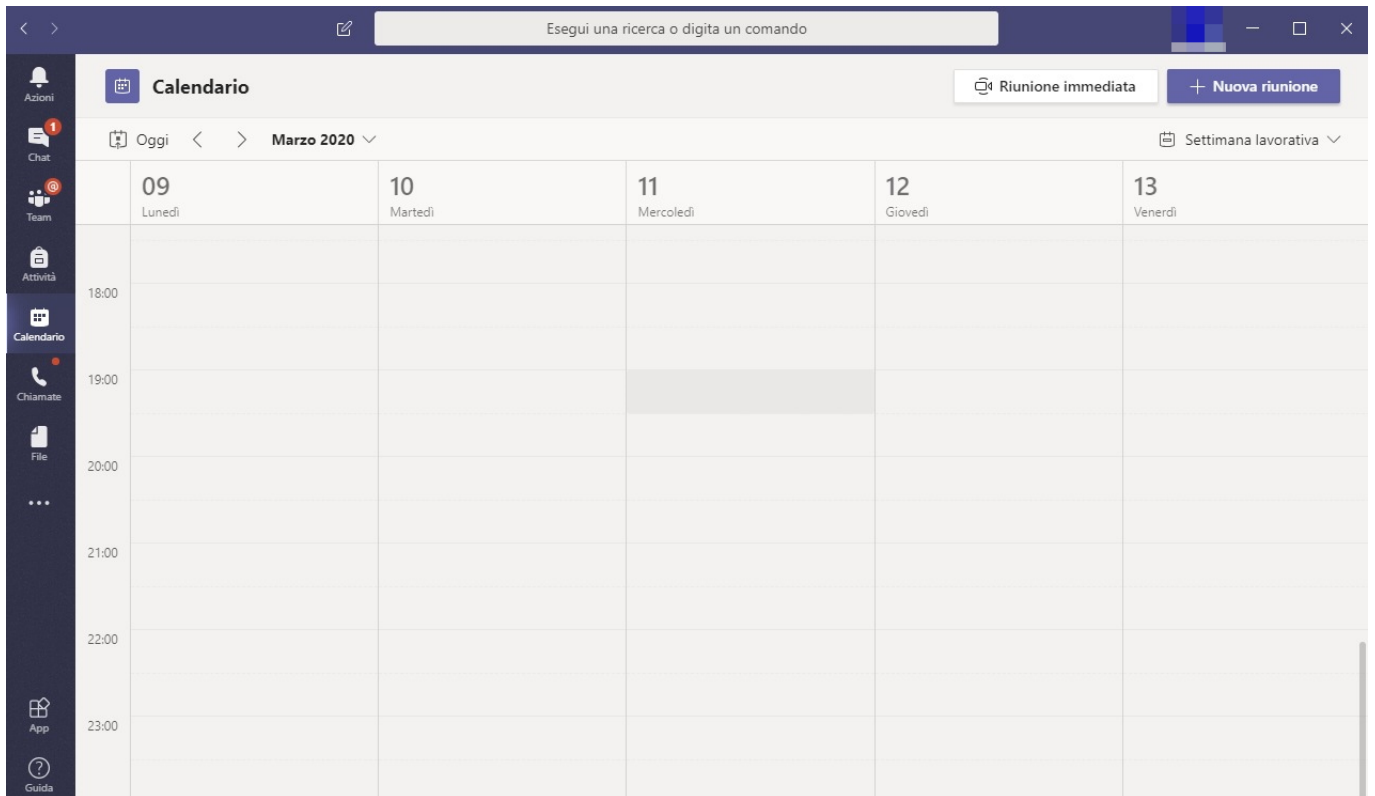 Esegui una ricerca o digita un comando
Azioni
Calendario
Riunione immediata
+ Nuova riunione
1
Chat
Oggi
Marzo 2020
Settimana lavorativa
@
Team
09
10
11
12
13
Lunedì
Martedì
Mercoledì
Giovedì
Venerdì
Attività
18:00
Calendario
19:00
Chiamate
File
20:00
21:00
22:00
23:00
App
Guida